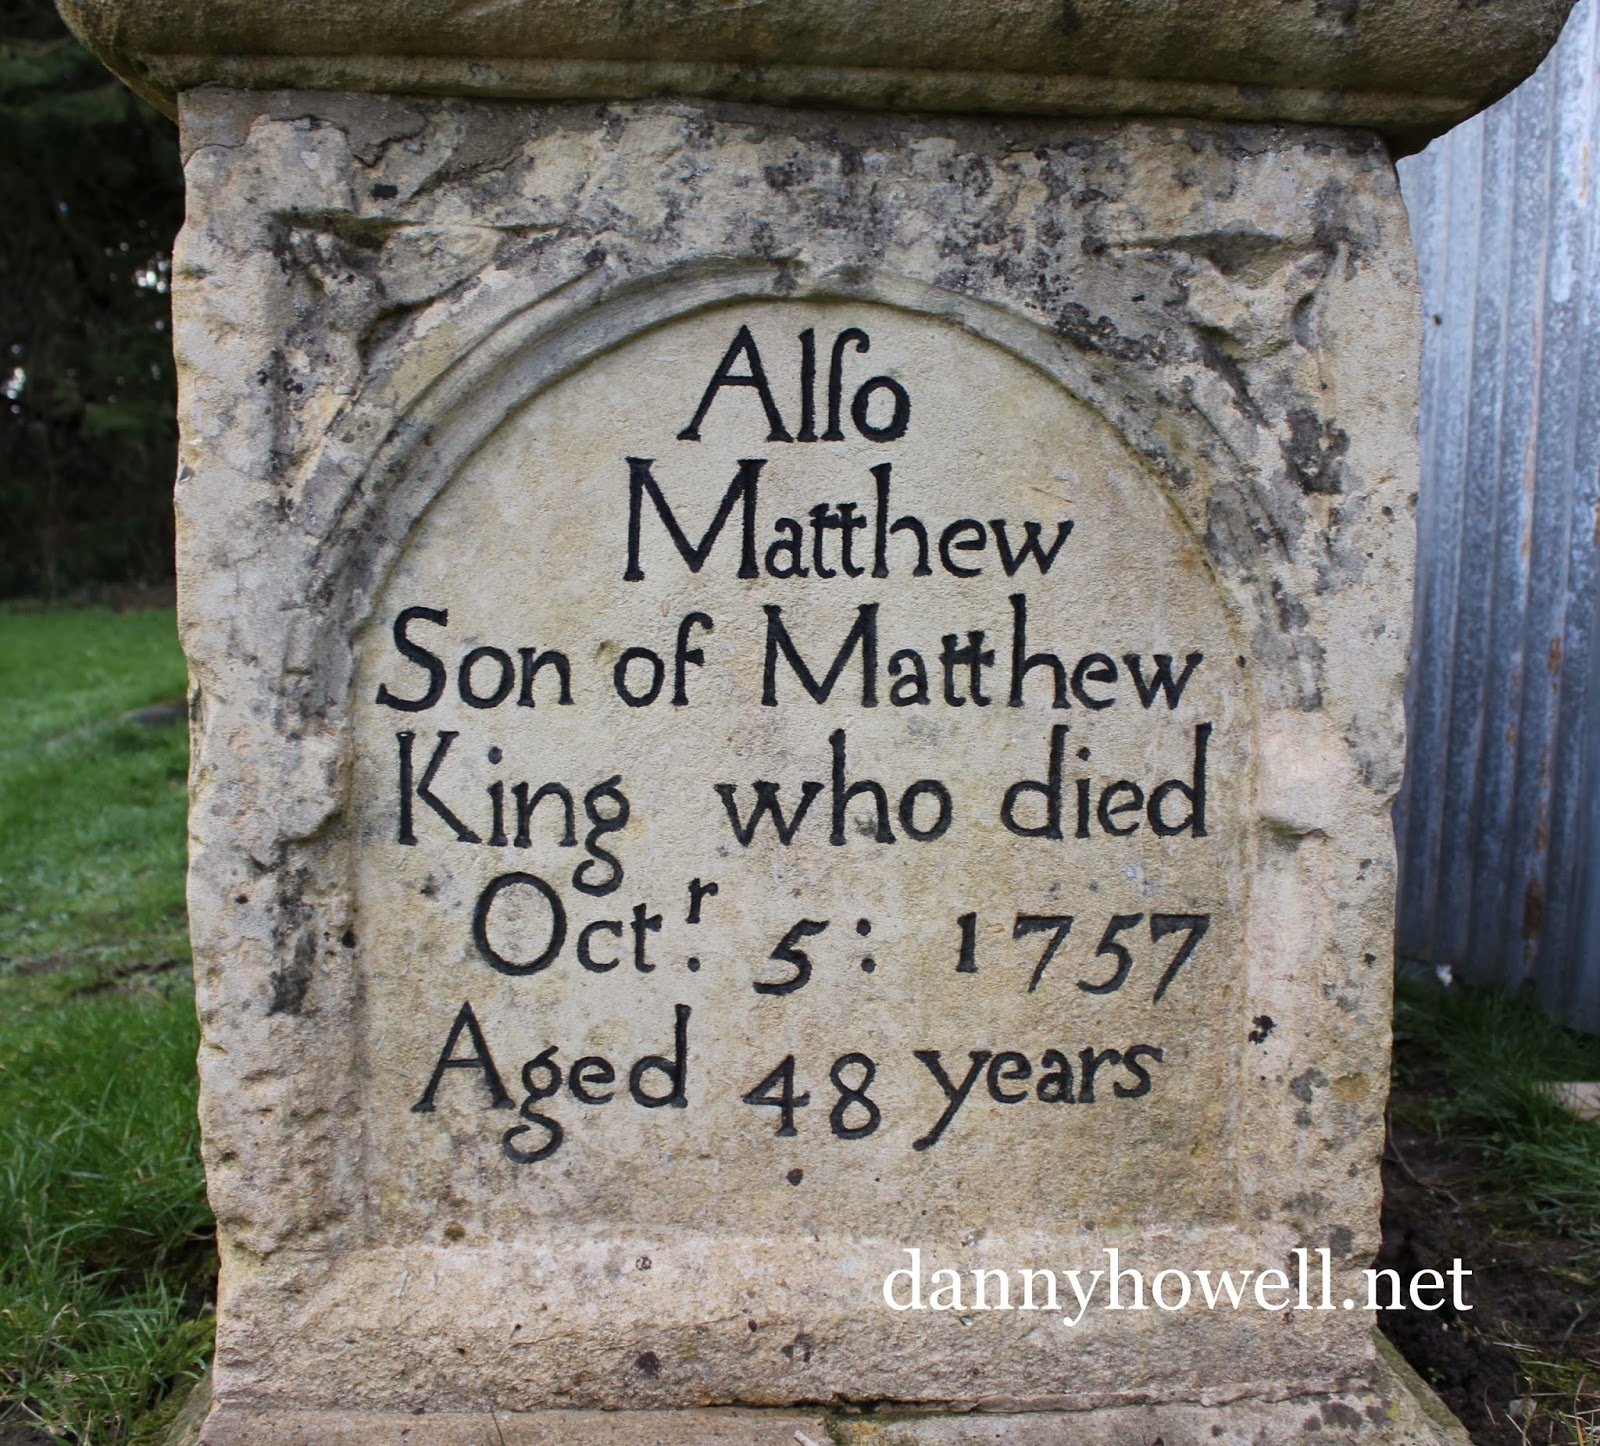 Alſo
Matthew
Son of Matthew
King who died
Octʳ. 5: 1757
Aged 48 years
dannyhowell.net